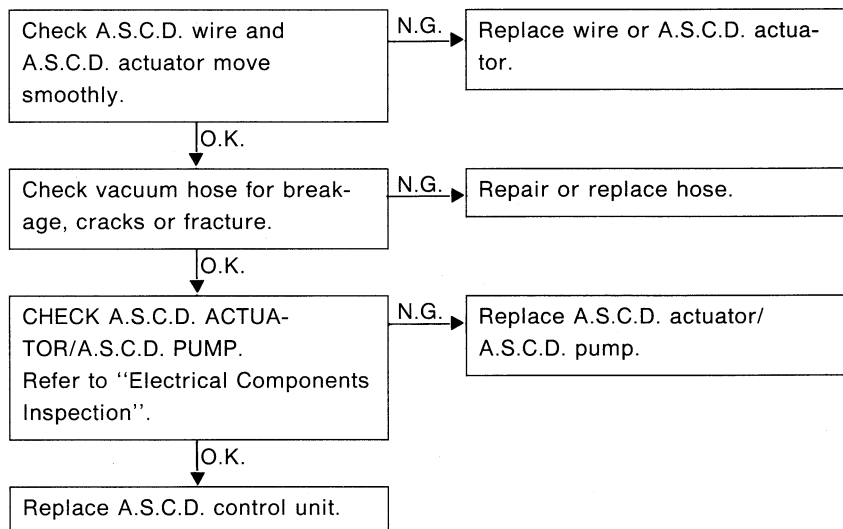 Check A.S.C.D. wire and
A.S.C.D. actuator move
smoothly.
N.G.
Replace wire or A.S.C.D. actua-
tor.
O.K.
Check vacuum hose for break-
age, cracks or fracture.
N.G.
Repair or replace hose.
O.K.
CHECK A.S.C.D. ACTUA-
TOR/A.S.C.D. PUMP.
Refer to ‘‘Electrical Components
Inspection’’.
N.G.
Replace A.S.C.D. actuator/
A.S.C.D. pump.
O.K.
Replace A.S.C.D. control unit.